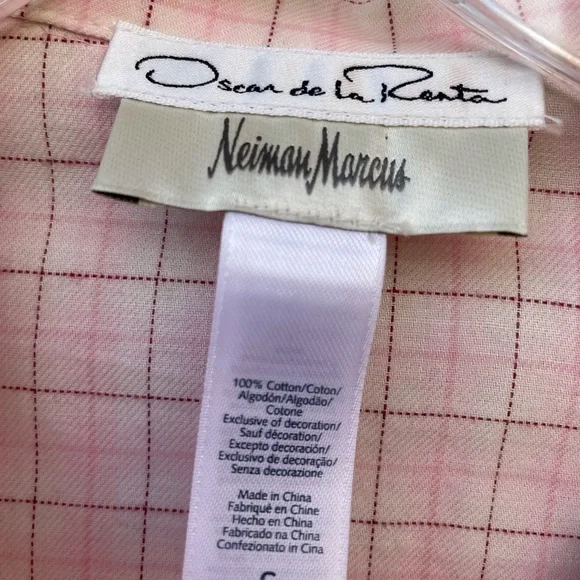 Oscar de la Renta
Neiman Marcus
100% Cotton/Coton/
Algodón/Algodão/
Cotone
Exclusive of decoration/
Sauf décoration/
Excepto decoración/
Exclusivo de decoração/
Senza decorazione
Made in China
Fabriqué en Chine
Hecho en China
Fabricado na China
Confezionato in Cina